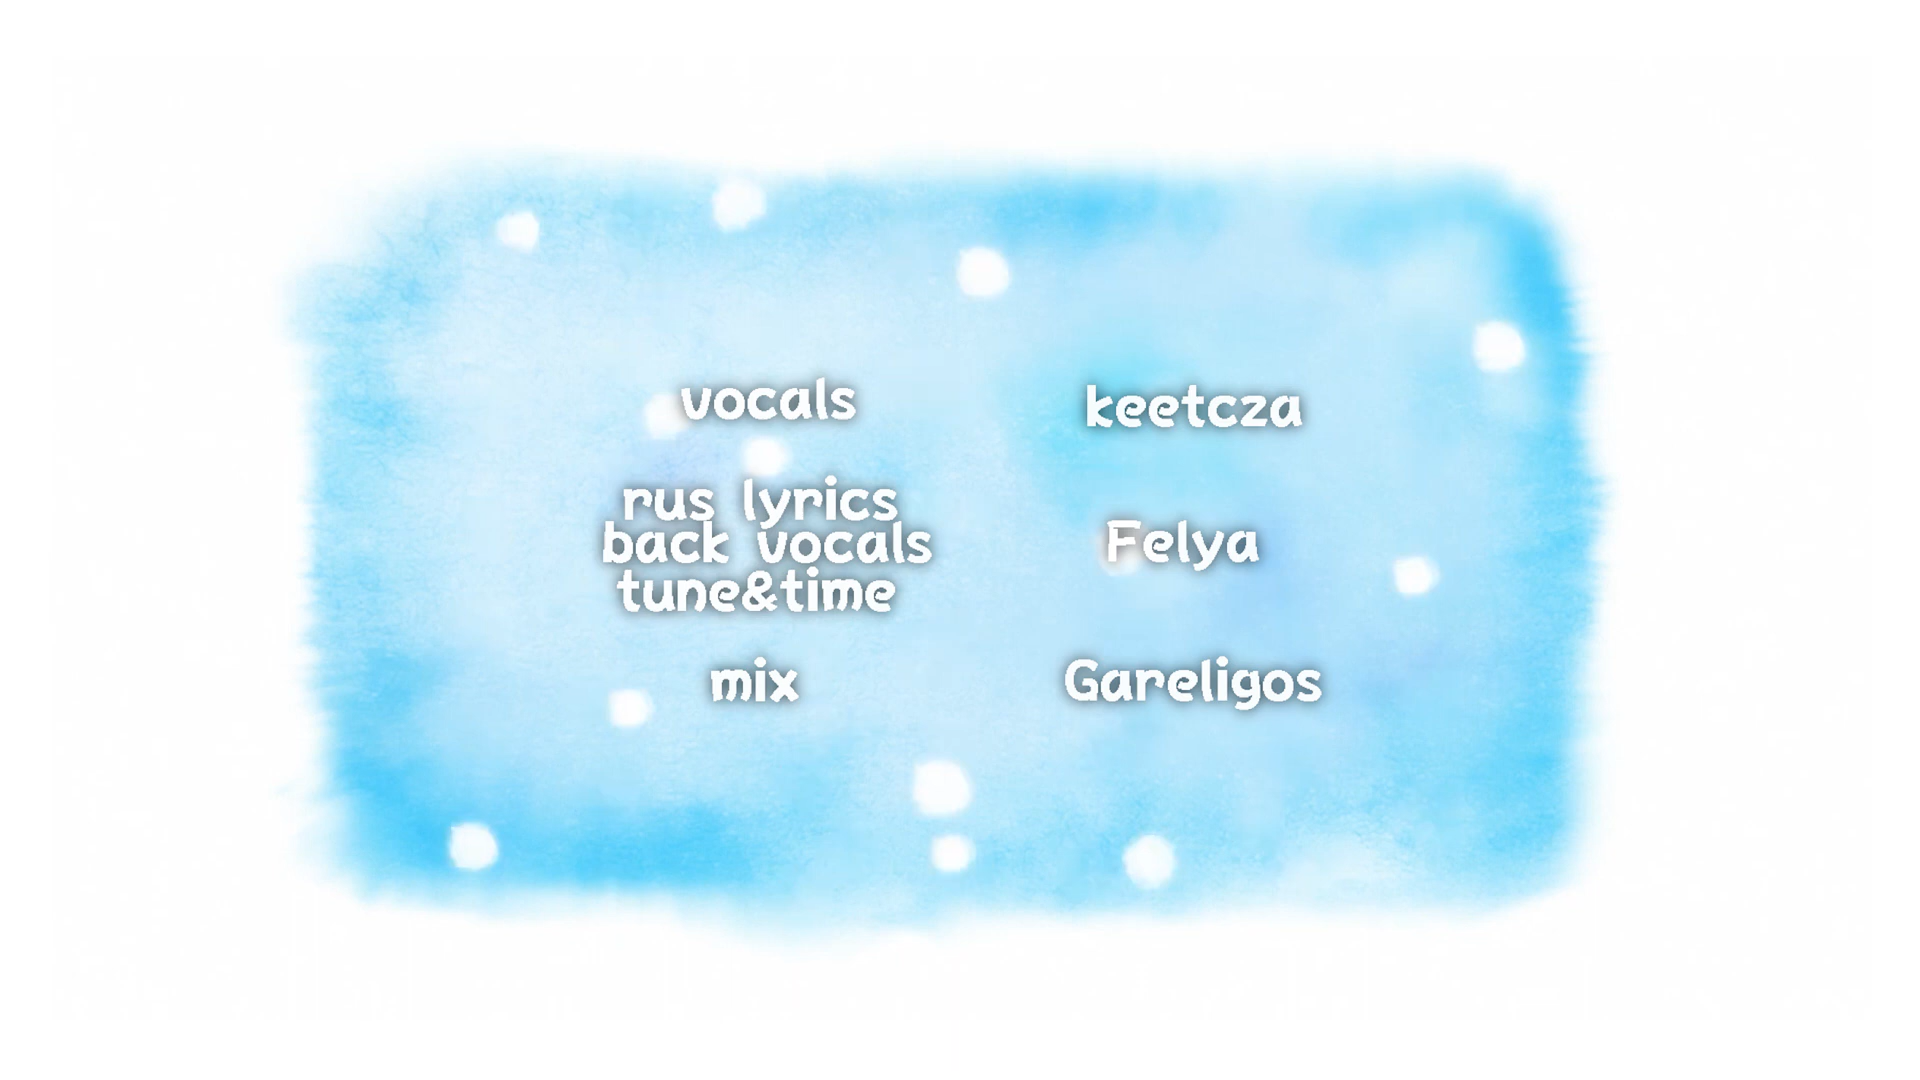 vocals
keetcza
rus lyrics
back vocals
tune&time
Felya
mix
Gareligos